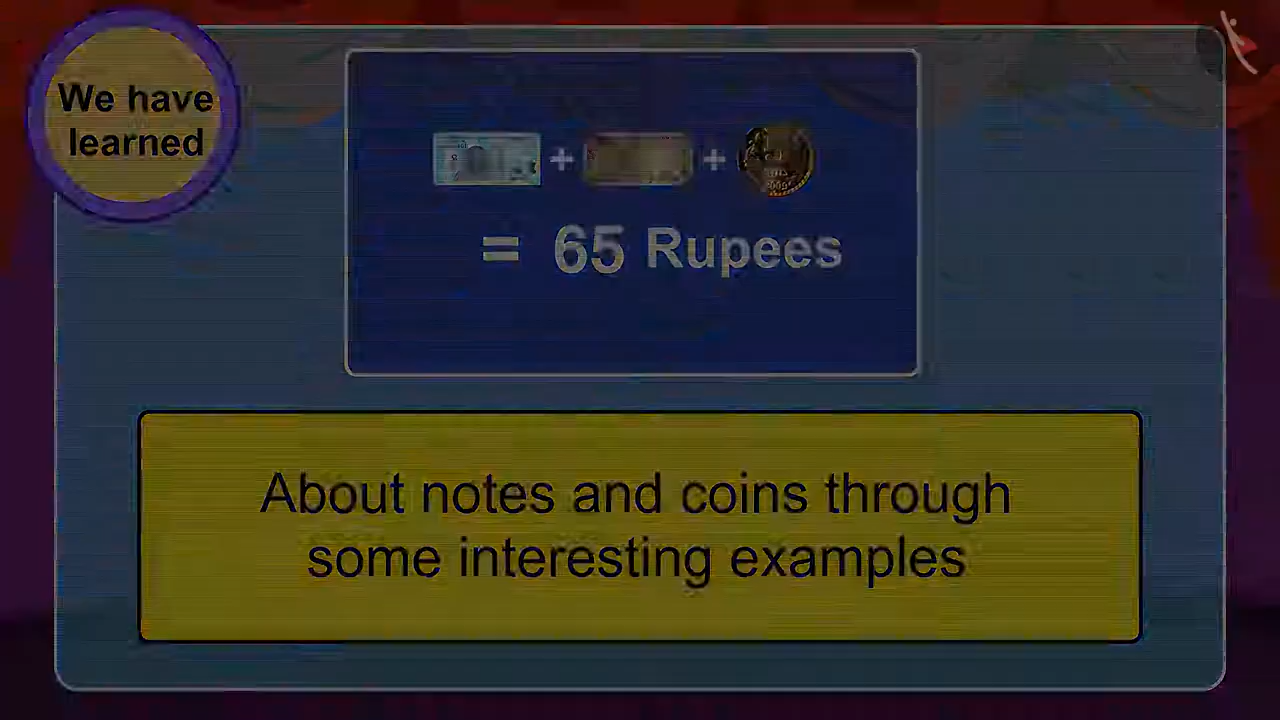 We have
learned
+ +
= 65 Rupees
About notes and coins through
some interesting examples